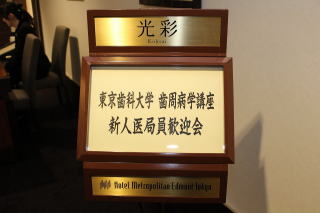 光彩
Kohsai
東京歯科大学 歯周病学講座
新人医局員歓迎会
Hotel Metropolitan Edmont Tokyo